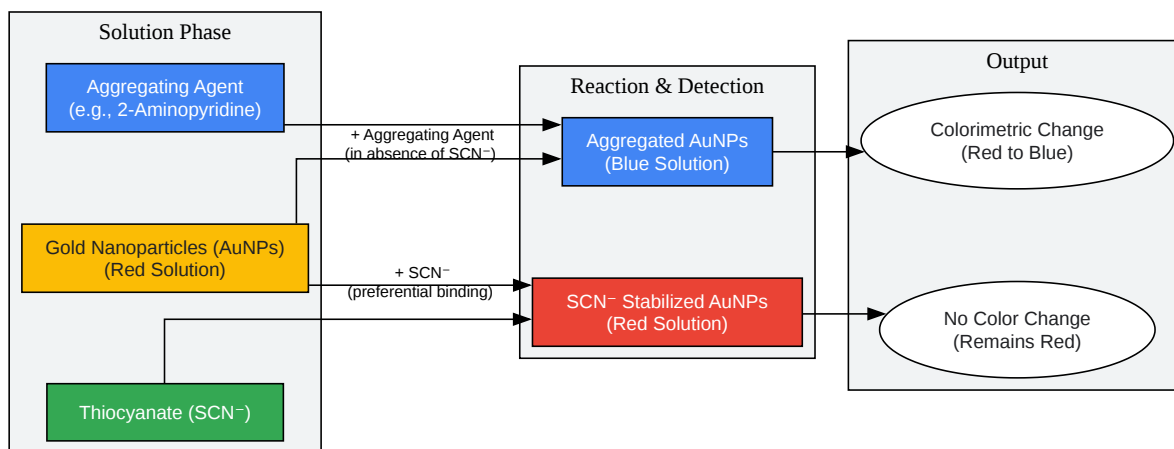 Solution Phase
Aggregating Agent
(e.g., 2-Aminopyridine)
Gold Nanoparticles (AuNPs)
(Red Solution)
Thiocyanate (SCN⁻)
+ Aggregating Agent
(in absence of SCN⁻)
+ SCN⁻
(preferential binding)
Reaction & Detection
Aggregated AuNPs
(Blue Solution)
SCN⁻ Stabilized AuNPs
(Red Solution)
Output
Colorimetric Change
(Red to Blue)
No Color Change
(Remains Red)